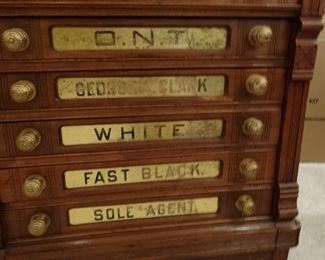 O.N.T.
GEORGE A. CLARK
WHITE
FAST BLACK.
SOLE AGENT.